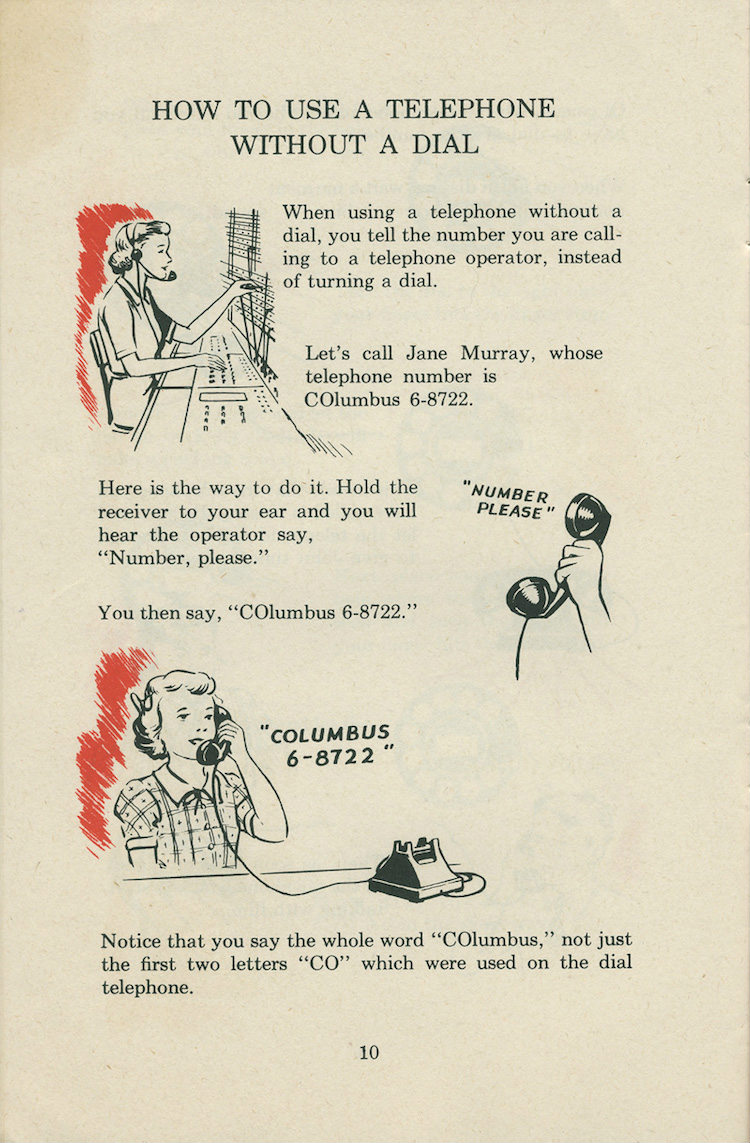 HOW TO USE A TELEPHONE
WITHOUT A DIAL
When using a telephone without a
dial, you tell the number you are call-
ing to a telephone operator, instead
of turning a dial.
Let's call Jane Murray, whose
telephone number is
COlumbus 6-8722.
Here is the way to do it. Hold the
receiver to your ear and you will
hear the operator say,
“Number, please.”
"NUMBER
PLEASE"
You then say, “COlumbus 6-8722.”
"COLUMBUS
6-8722"
Notice that you say the whole word “COlumbus,” not just
the first two letters “CO” which were used on the dial
telephone.
10